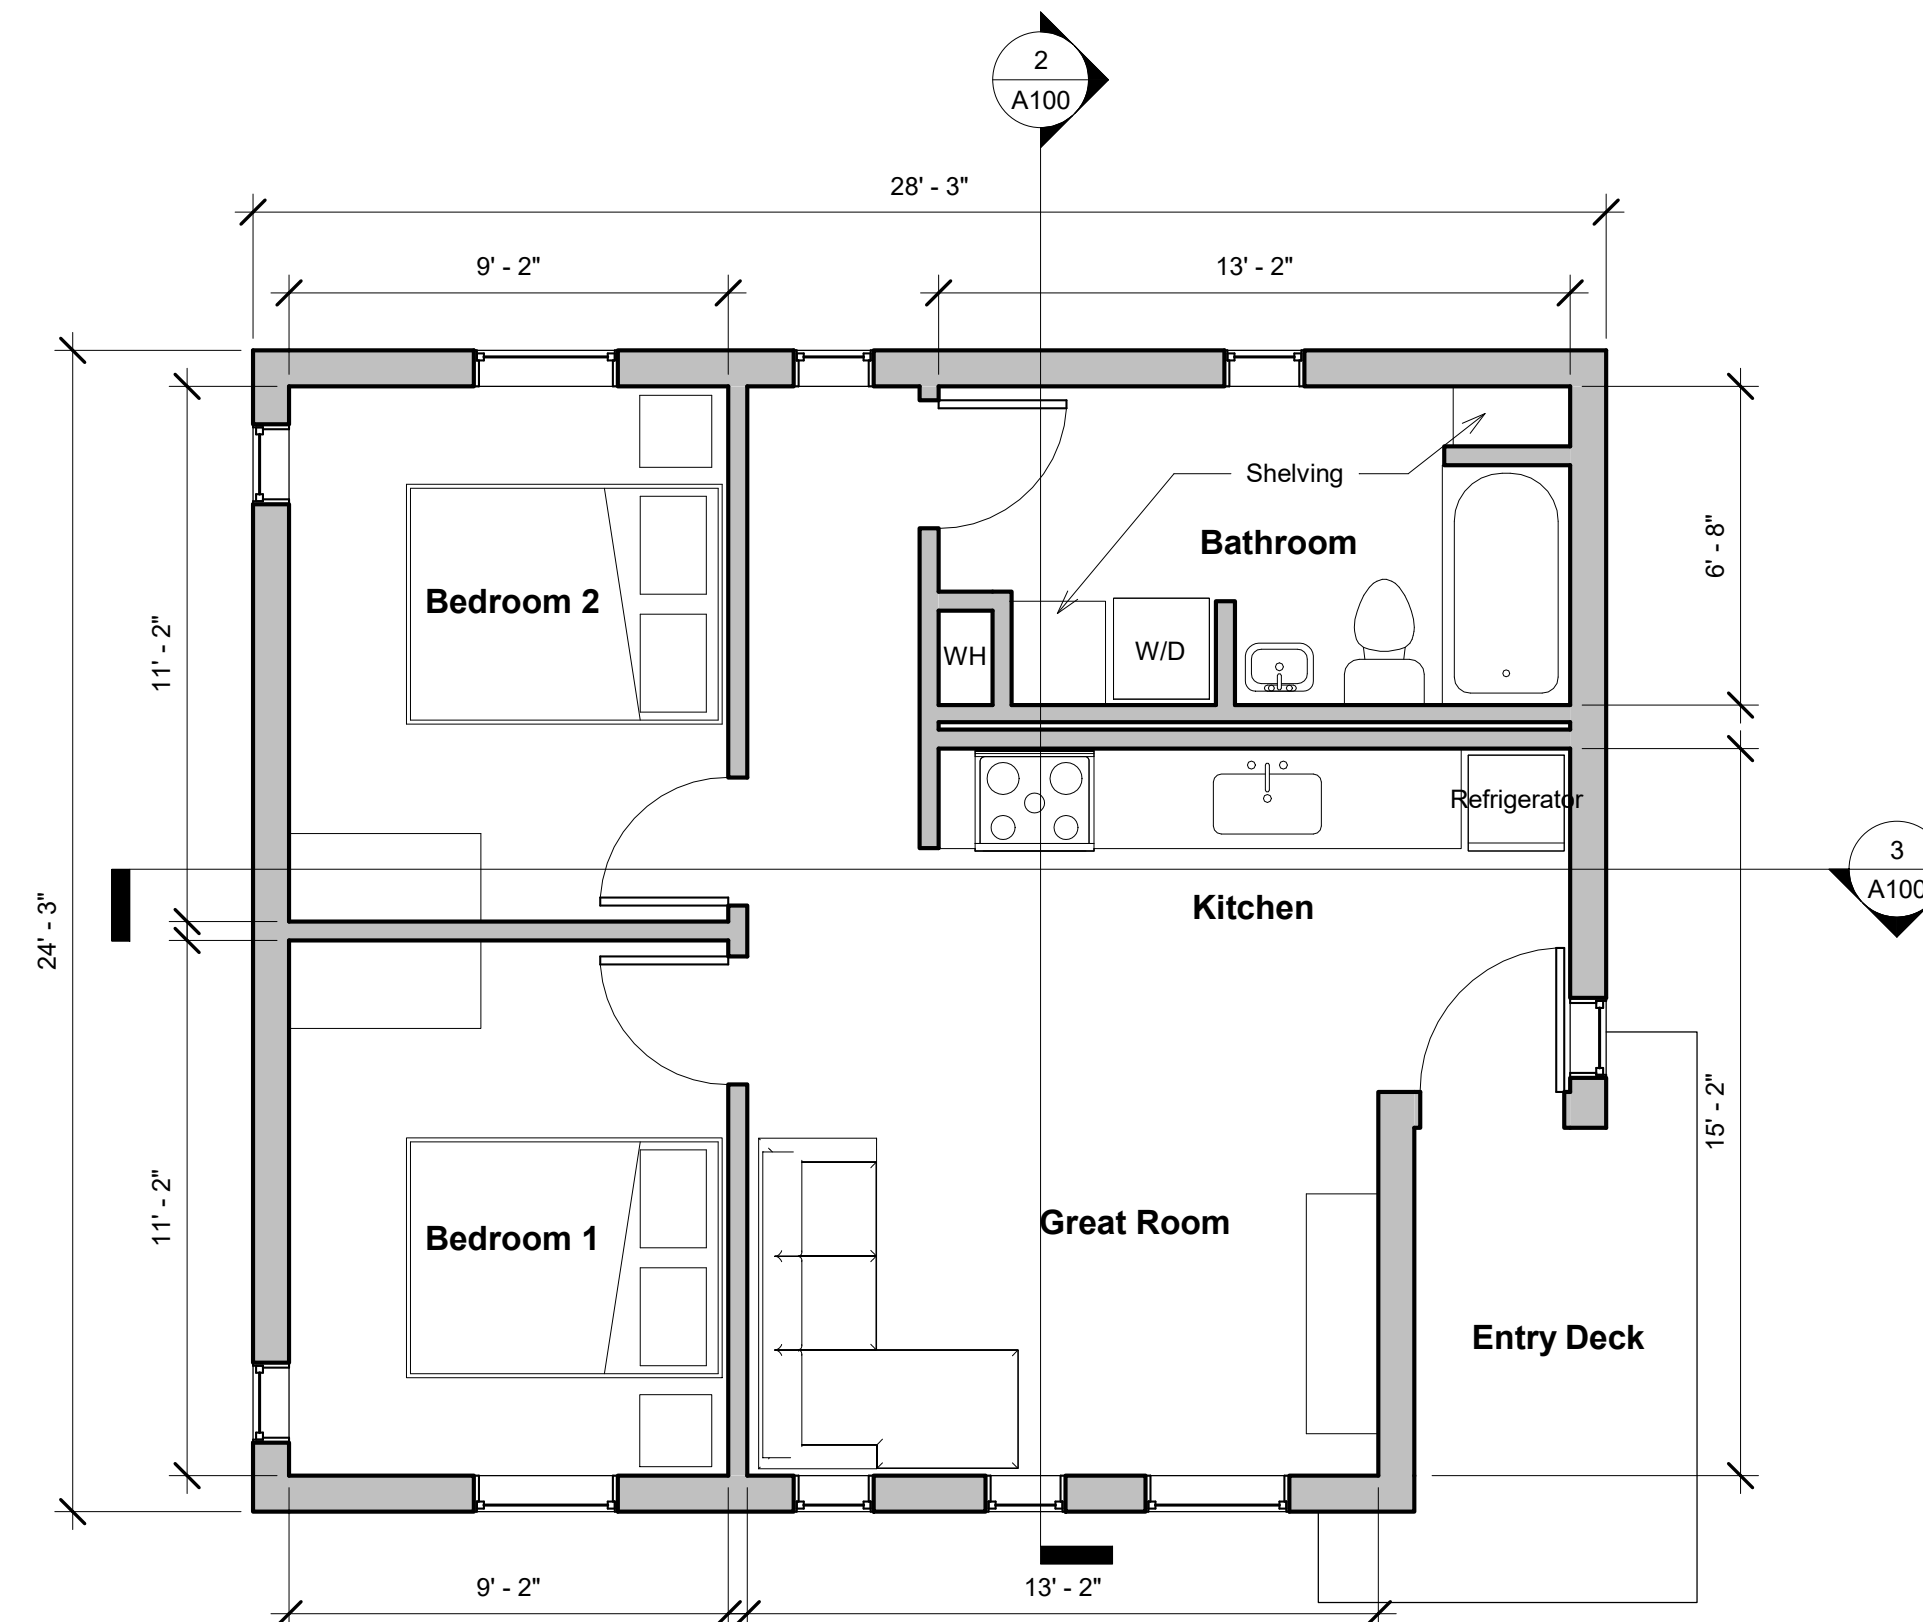 2
A100
28' - 3"
9' - 2"
13' - 2"
Shelving
Bathroom
6' - 8"
Bedroom 2
11' - 2"
WH
W/D
Refrigerator
3
A100
Kitchen
24' - 3"
15' - 2"
11' - 2"
Bedroom 1
Great Room
Entry Deck
9' - 2"
13' - 2"